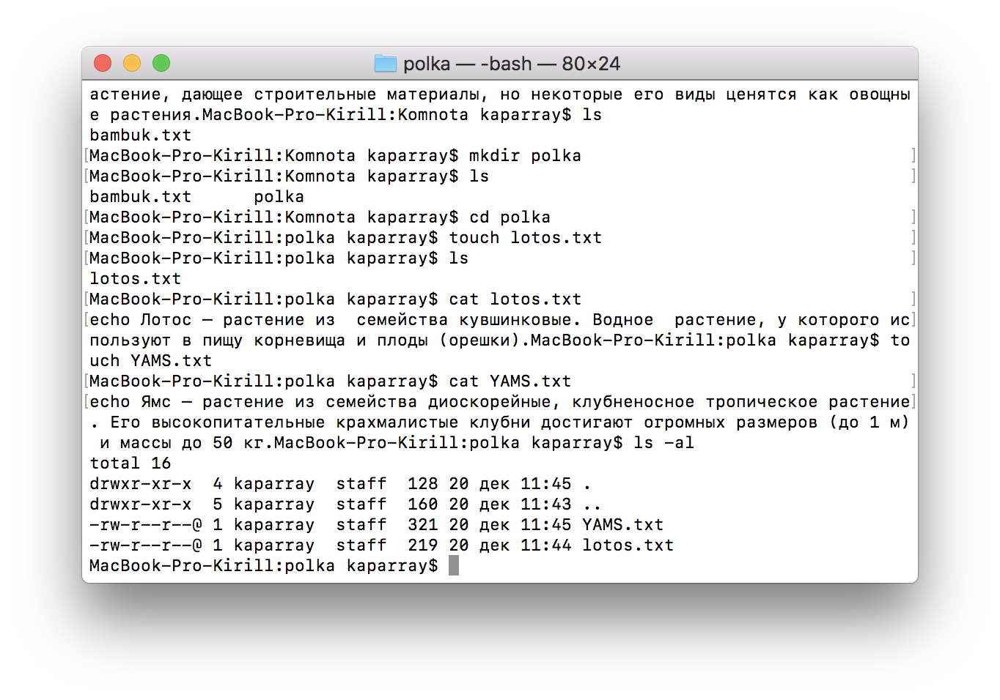 polka — -bash — 80×24
астение, дающее строительные материалы, но некоторые его виды ценятся как овощны
е растения.MacBook-Pro-Kirill:Komnota kaparray$ ls
bambuk.txt
[MacBook-Pro-Kirill:Komnota kaparray$ mkdir polka ]
[MacBook-Pro-Kirill:Komnota kaparray$ ls ]
bambuk.txt      polka
[MacBook-Pro-Kirill:Komnota kaparray$ cd polka ]
[MacBook-Pro-Kirill:polka kaparray$ touch lotos.txt ]
[MacBook-Pro-Kirill:polka kaparray$ ls ]
lotos.txt
[MacBook-Pro-Kirill:polka kaparray$ cat lotos.txt ]
[echo Лотос — растение из  семейства кувшинковые. Водное  растение, у которого ис]
пользуют в пищу корневища и плоды (орешки).MacBook-Pro-Kirill:polka kaparray$ to
uch YAMS.txt
[MacBook-Pro-Kirill:polka kaparray$ cat YAMS.txt ]
[echo Ямс — растение из семейства диоскорейные, клубненосное тропическое растение]
. Его высокопитательные крахмалистые клубни достигают огромных размеров (до 1 м)
 и массы до 50 кг.MacBook-Pro-Kirill:polka kaparray$ ls -al
total 16
drwxr-xr-x  4 kaparray  staff  128 20 дек 11:45 .
drwxr-xr-x  5 kaparray  staff  160 20 дек 11:43 ..
-rw-r--r--@ 1 kaparray  staff  321 20 дек 11:45 YAMS.txt
-rw-r--r--@ 1 kaparray  staff  219 20 дек 11:44 lotos.txt
MacBook-Pro-Kirill:polka kaparray$